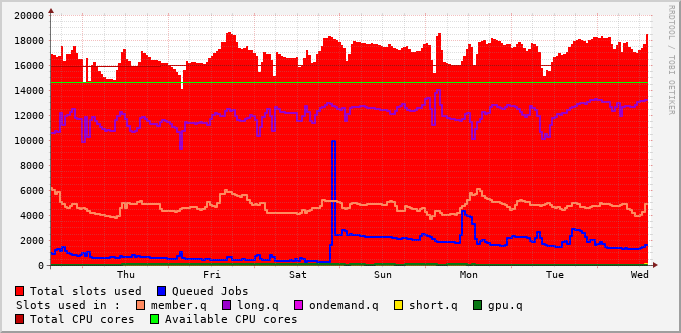 20000
18000
16000
14000
12000
10000
8000
6000
4000
2000
0
Thu Fri Sat Sun Mon Tue Wed
RRDTOOL / TOBI OETIKER
Total slots used Queued Jobs
Slots used in : member.q long.q ondemand.q short.q gpu.q
Total CPU cores Available CPU cores